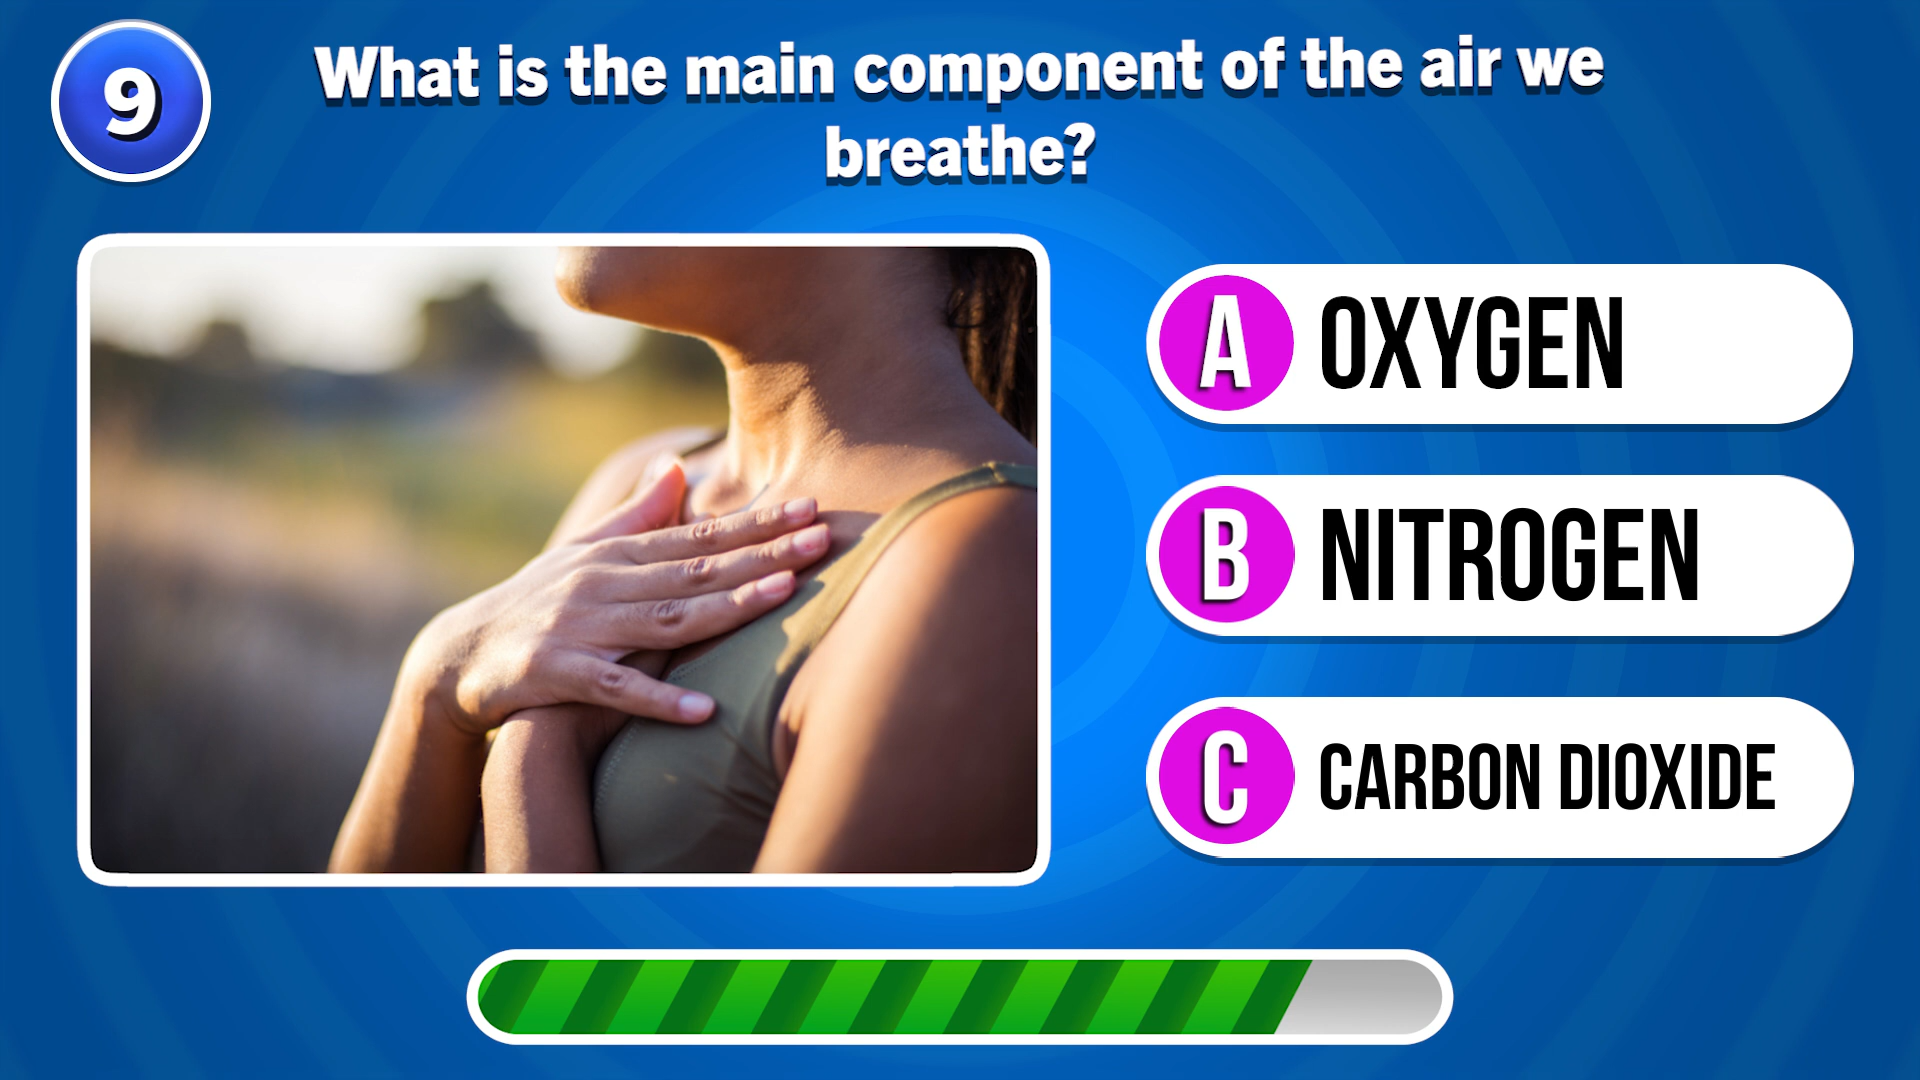 9
What is the main component of the air we
breathe?
A OXYGEN
B NITROGEN
C CARBON DIOXIDE